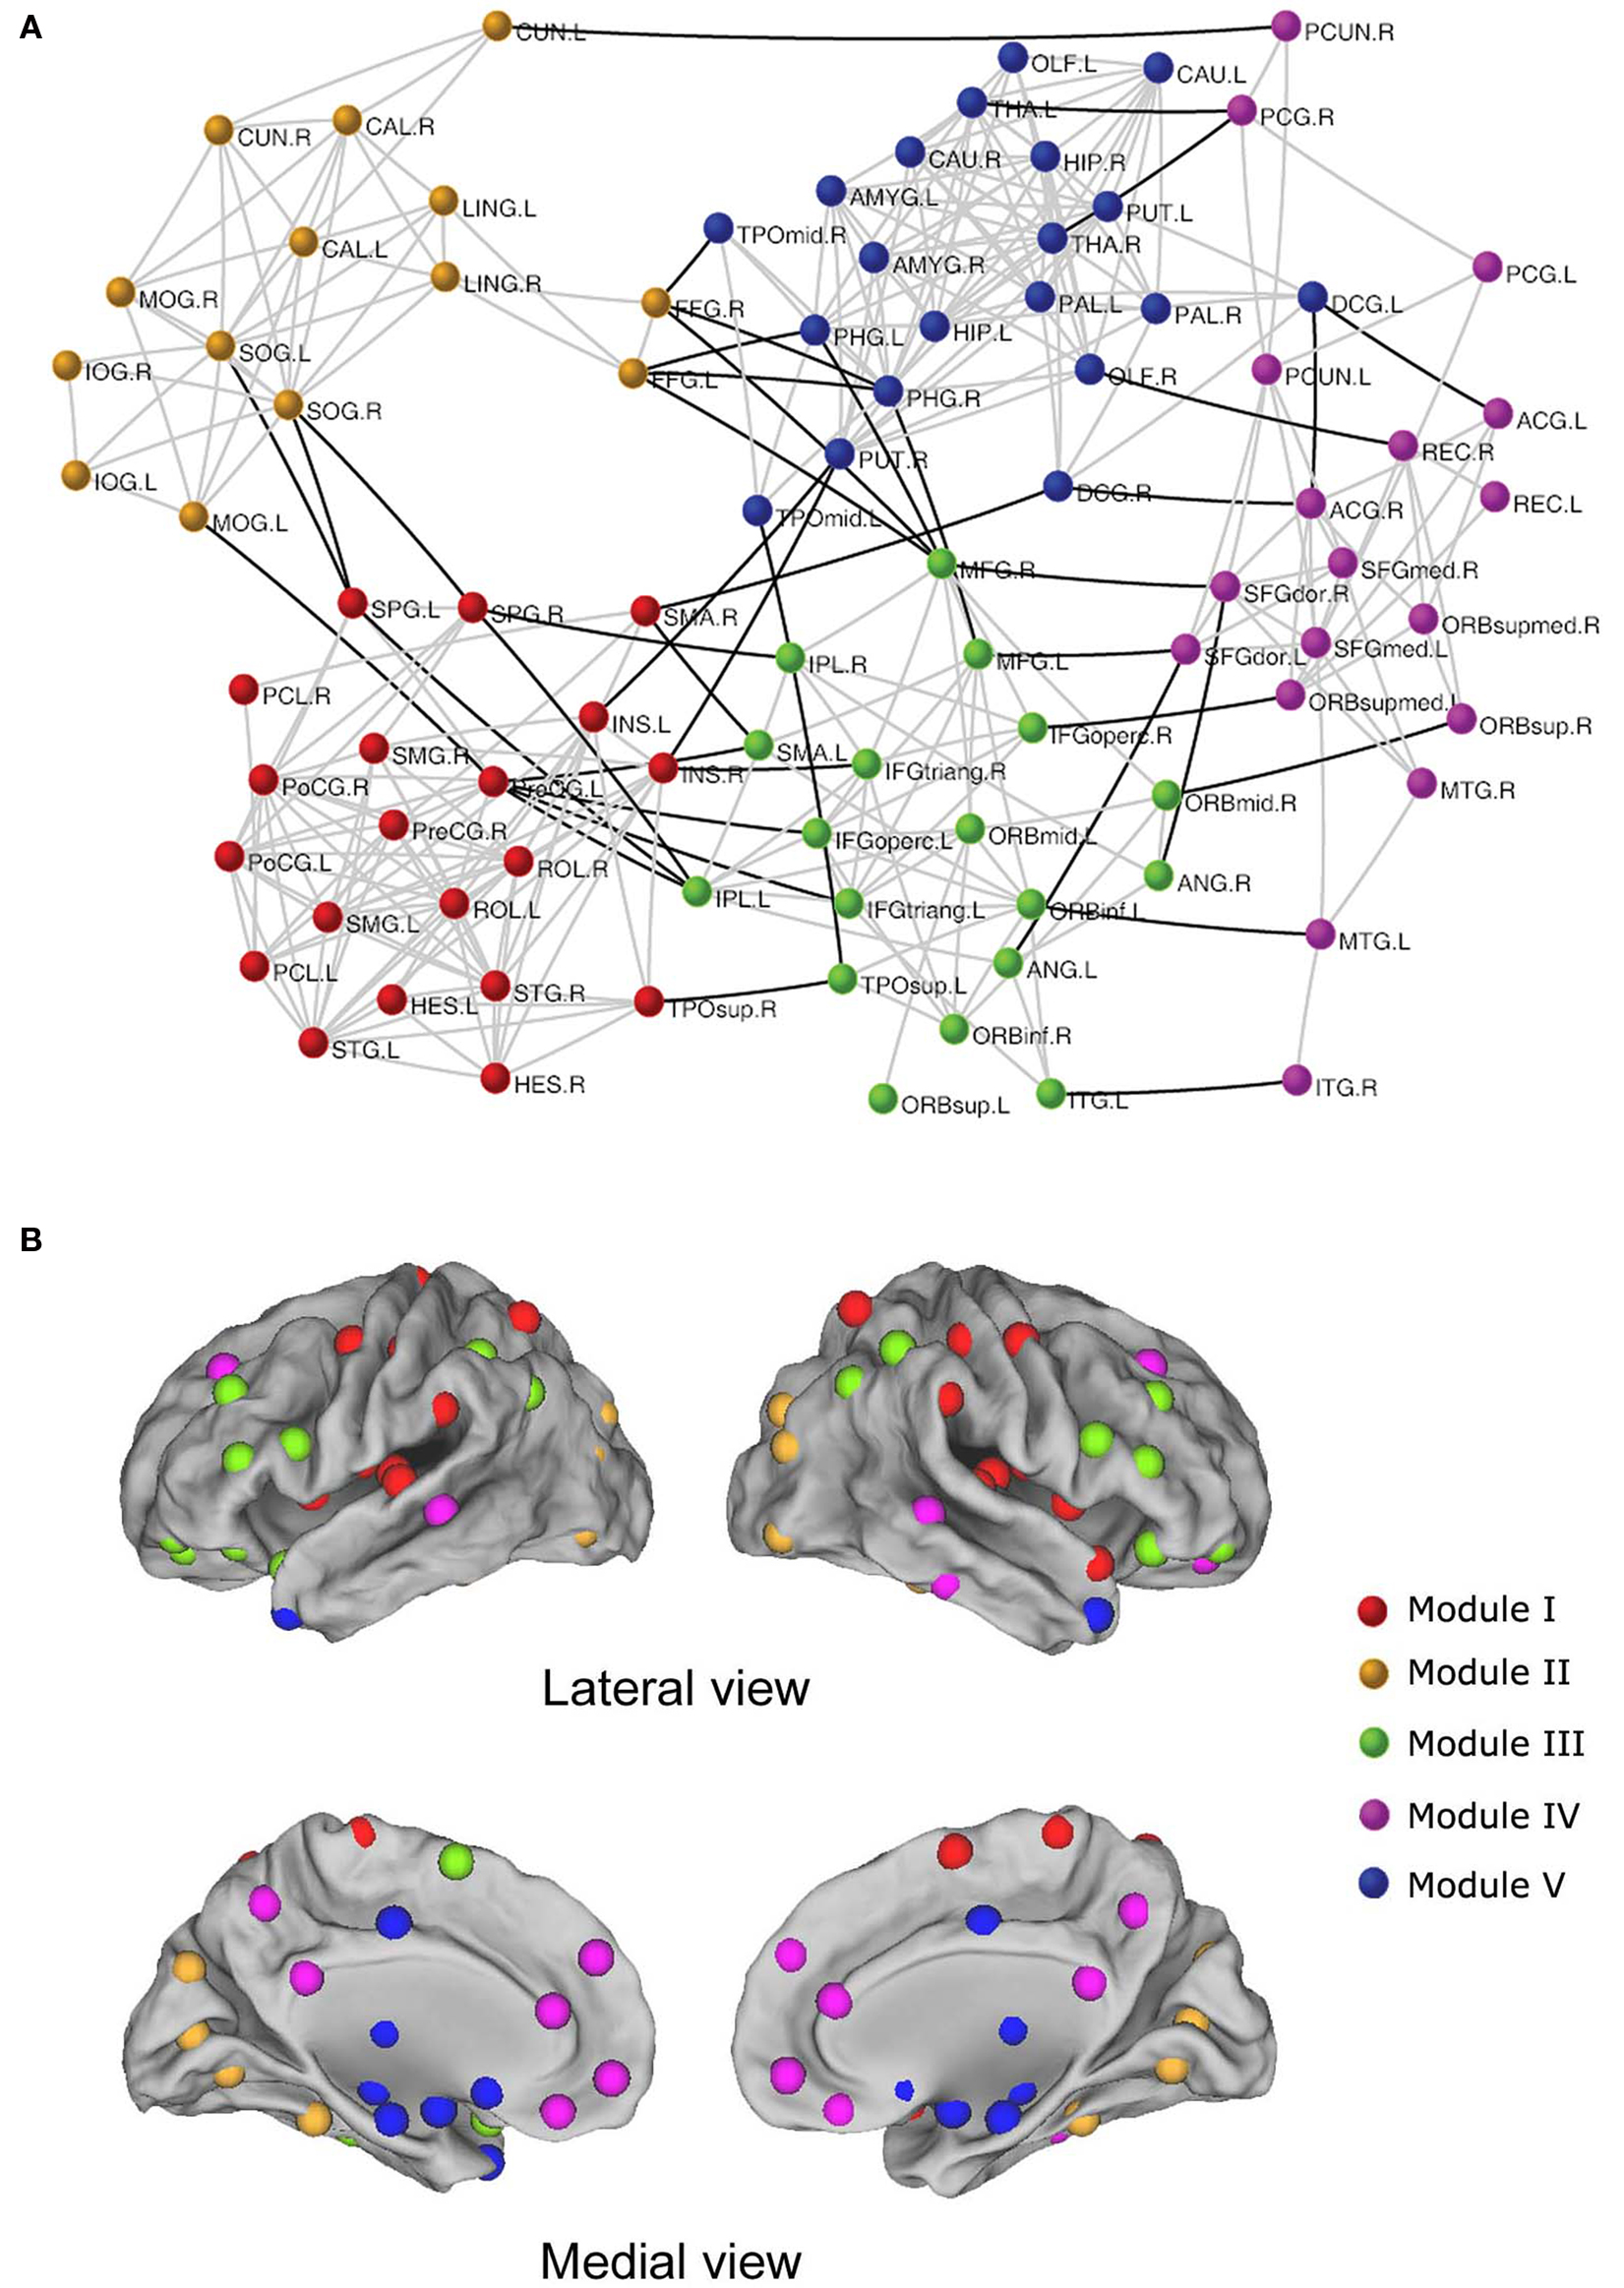 A
CUN.L
PCUN.R
OLF.L
CAU.L
THA.L
PCG.R
CUN.R
CAL.R
CAU.R
HIP.R
AMYG.L
LING.L
PUT.L
TPOmid.R
THA.R
CAL.L
AMYG.R
PCG.L
LING.R
MOG.R
FFG.R
PAL.L
PAL.R
DCG.L
PHG.L
HIP.L
SOG.L
IOG.R
FFG.L
OLF.R
PCUN.L
PHG.R
SOG.R
ACG.L
REC.R
PUT.R
IOG.L
DCG.R
REC.L
ACG.R
MOG.L
TPOmid.L
MFG.R
SFGmed.R
SFGdor.R
SPG.L
SPG.R
SMA.R
ORBsupmed.R
SFGmed.L
SFGdor.L
IPL.R
MFG.L
PCL.R
ORBsupmed.L
INS.L
ORBsup.R
IFGoperc.R
SMG.R
SMA.L
IFGtriang.R
INS.R
PoCG.R
PreCG.L
MTG.R
ORBmid.R
PreCG.R
IFGoperc.L
ORBmid.L
PoCG.L
ROL.R
ANG.R
IPL.L
ROL.L
IFGtriang.L
ORBinf.L
SMG.L
MTG.L
PCL.L
ANG.L
TPOsup.L
STG.R
HES.L
TPOsup.R
ORBinf.R
STG.L
HES.R
ORBsup.L
ITG.L
ITG.R
B
Lateral view
Module I
Module II
Module III
Module IV
Module V
Medial view